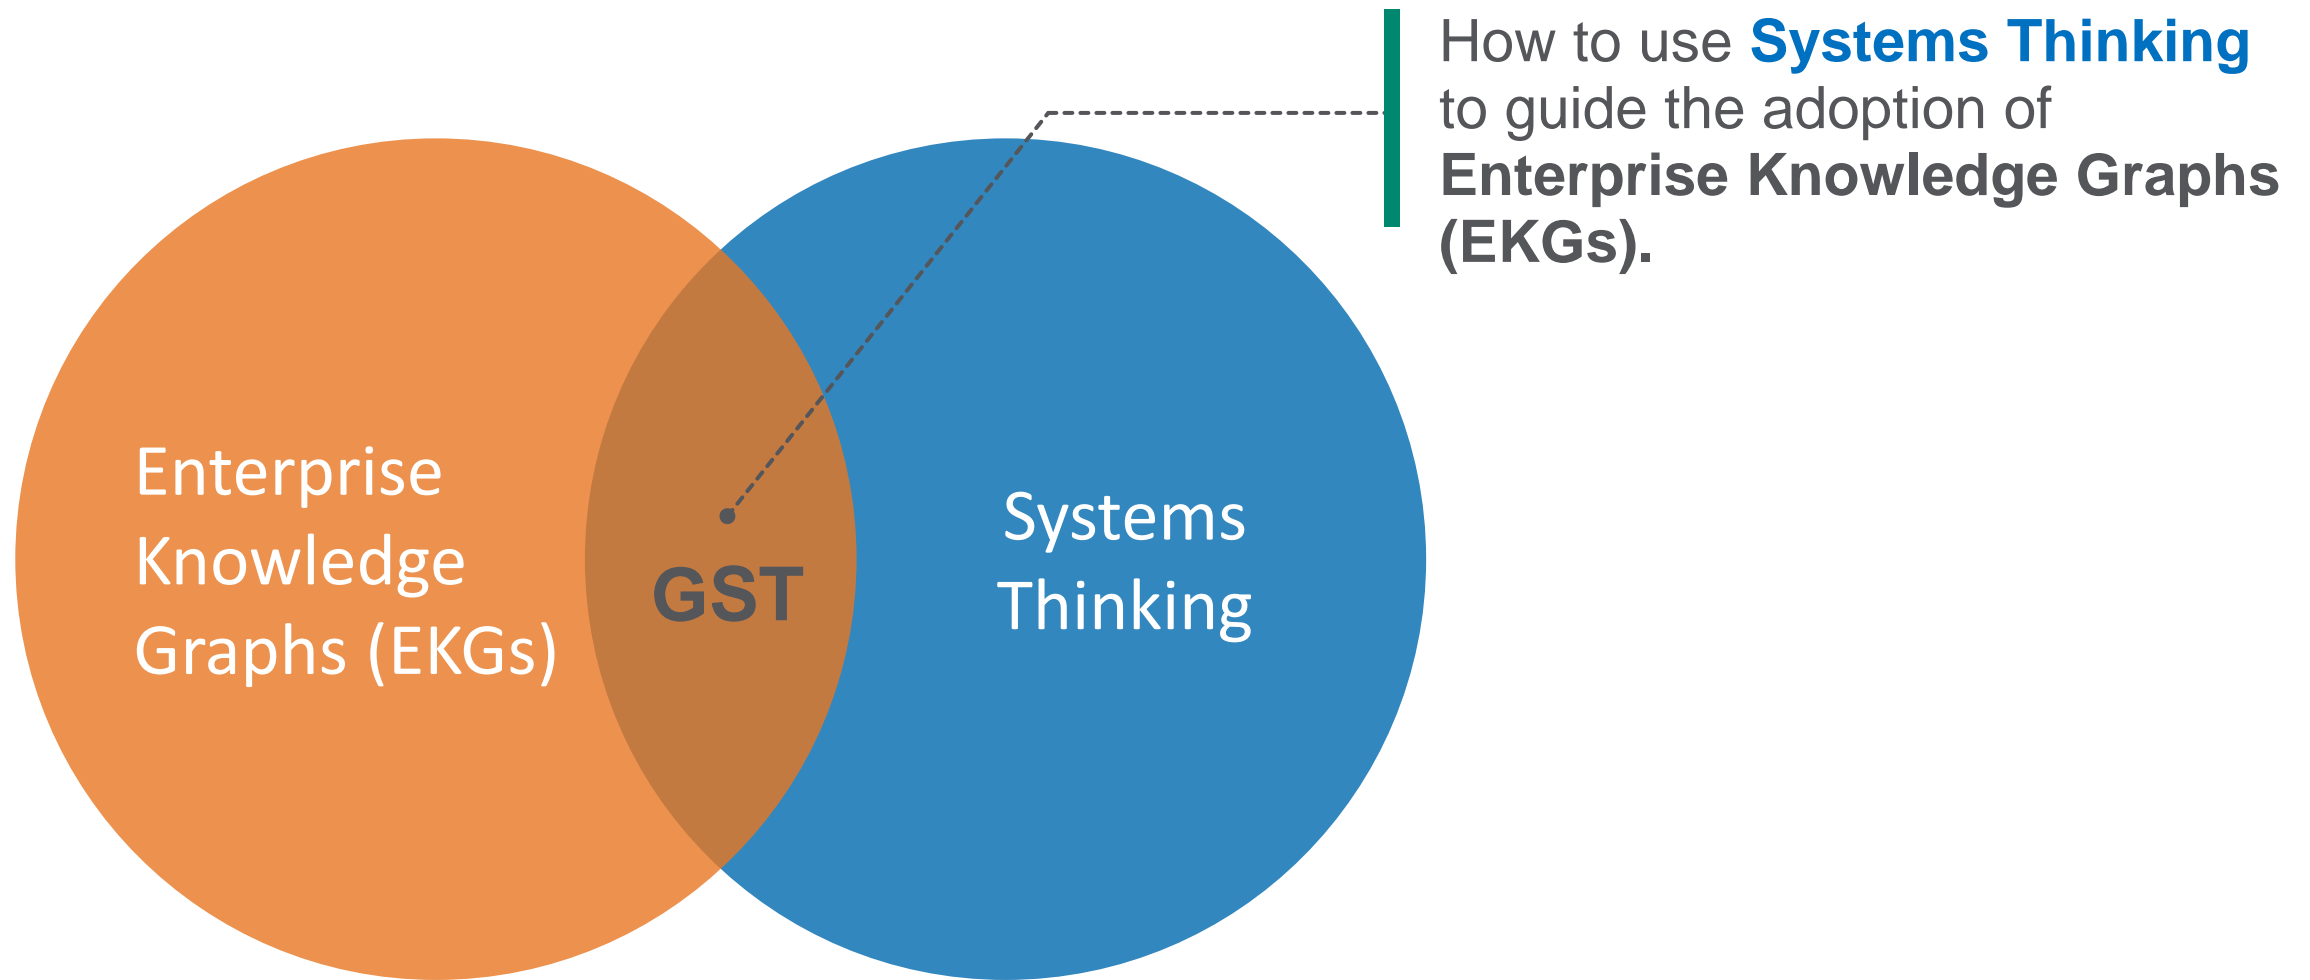 How to use Systems Thinking
to guide the adoption of
Enterprise Knowledge Graphs
(EKGs).
Enterprise
Knowledge
Graphs (EKGs)
GST
Systems
Thinking